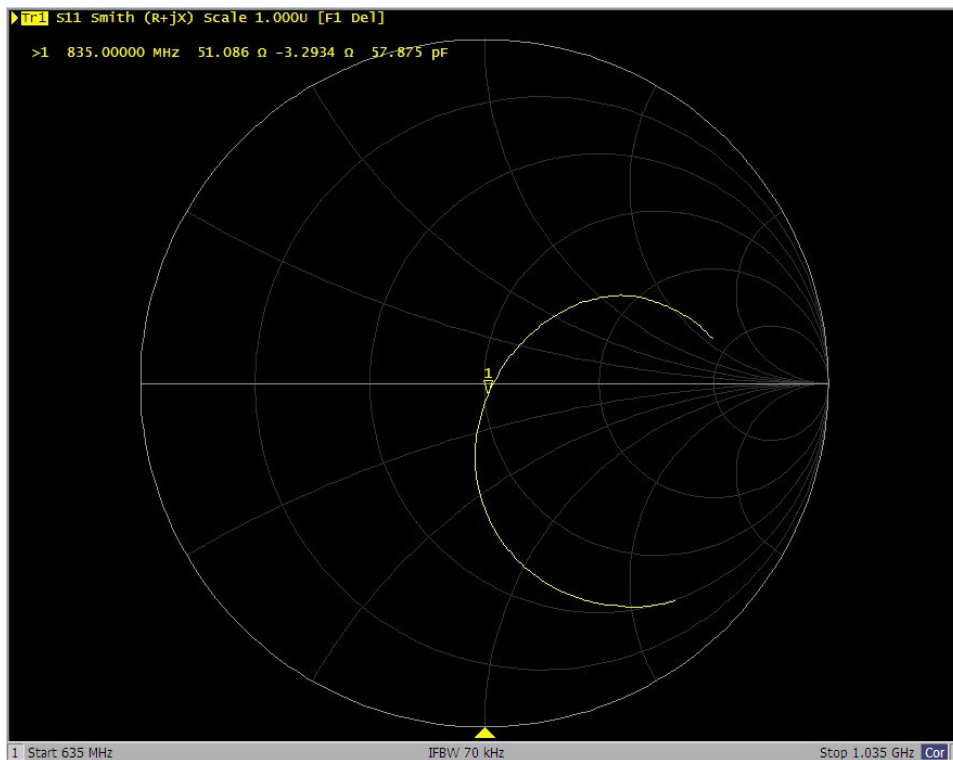 Tr1 S11 Smith (R+jX) Scale 1.000U [F1 Del]
>1 835.00000 MHz 51.086 Ω -3.2934 Ω 57.875 pF
1
1 Start 635 MHz IFBW 70 kHz Stop 1.035 GHz Cor